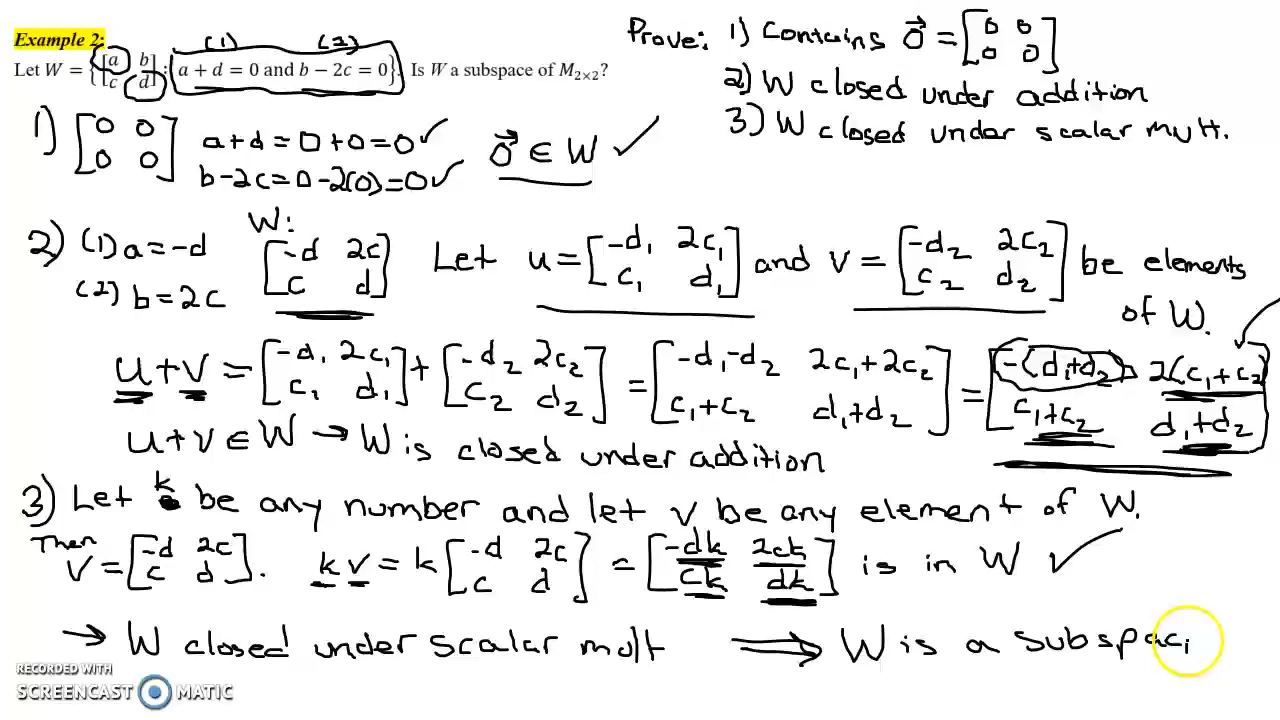 Example 2:
(1) (2)
Let W = {[a b; c d] : a + d = 0 and b − 2c = 0}. Is W a subspace of M₂ₓ₂?
Prove: 1) Contains 0⃗ = [0 0; 0 0]
2) W closed under addition
3) W closed under scalar mult.
1) [0 0; 0 0] a+d = 0+0 = 0 ✓ 0⃗ ∈ W ✓
b-2c = 0-2(0) = 0 ✓
2) (1) a = -d W: [-d 2c; c d] Let u = [-d₁ 2c₁; c₁ d₁] and v = [-d₂ 2c₂; c₂ d₂] be elements
(2) b = 2c of W.
u+v = [-d₁ 2c₁; c₁ d₁] + [-d₂ 2c₂; c₂ d₂] = [-d₁-d₂ 2c₁+2c₂; c₁+c₂ d₁+d₂] = [-(d₁+d₂) 2(c₁+c₂); c₁+c₂ d₁+d₂]
u+v ∈ W → W is closed under addition
3) Let k be any number and let v be any element of W.
Then v = [-d 2c; c d]. kv = k[-d 2c; c d] = [-dk 2ck; ck dk] is in W ✓
→ W closed under scalar mult ⟹ W is a subspaci
RECORDED WITH
SCREENCAST MATIC